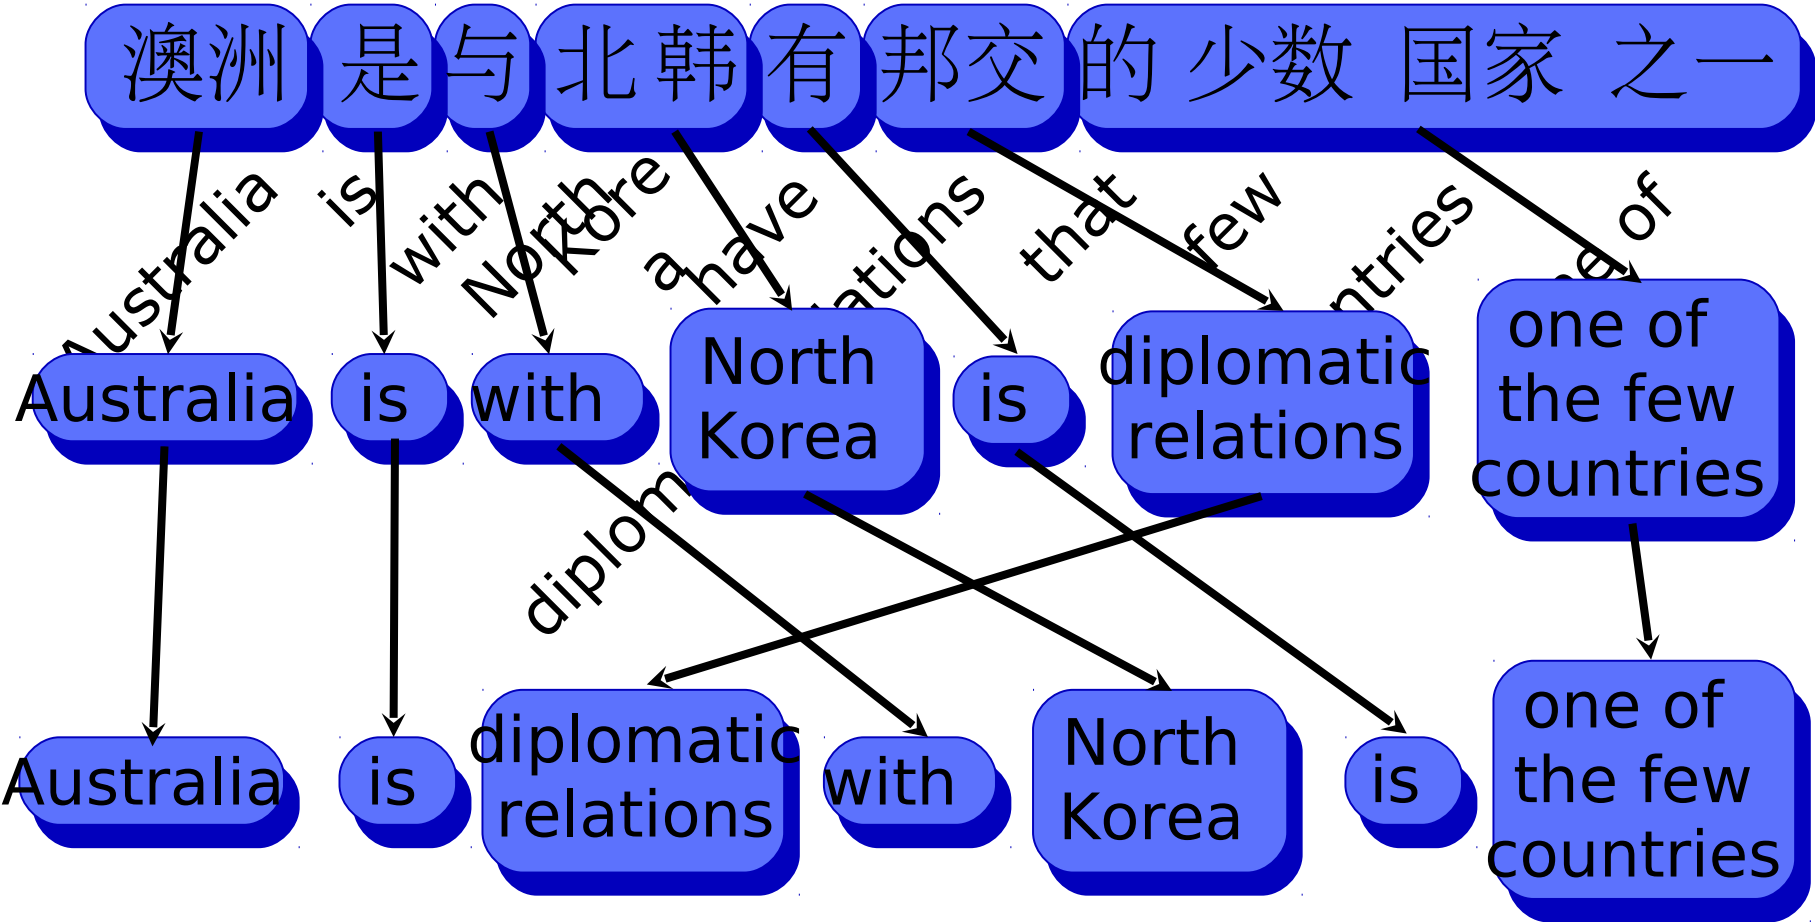 澳洲 是 与 北 韩 有 邦交 的 少数 国家 之一
Australia is with North Korea have that few of
Australia is with North Korea is diplomatic relations one of the few countries
diplom
Australia is diplomatic relations with North Korea is one of the few countries